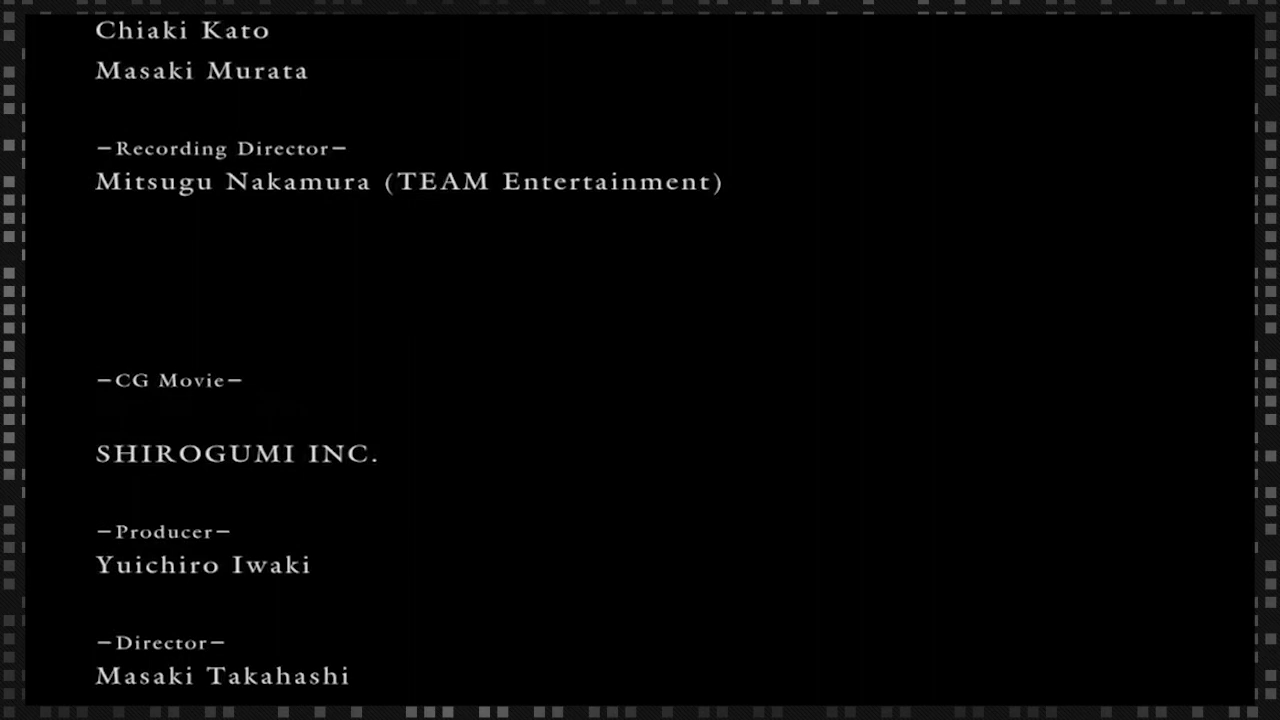 Chiaki Kato
Masaki Murata
—Recording Director—
Mitsugu Nakamura (TEAM Entertainment)
—CG Movie—
SHIROGUMI INC.
—Producer—
Yuichiro Iwaki
—Director—
Masaki Takahashi